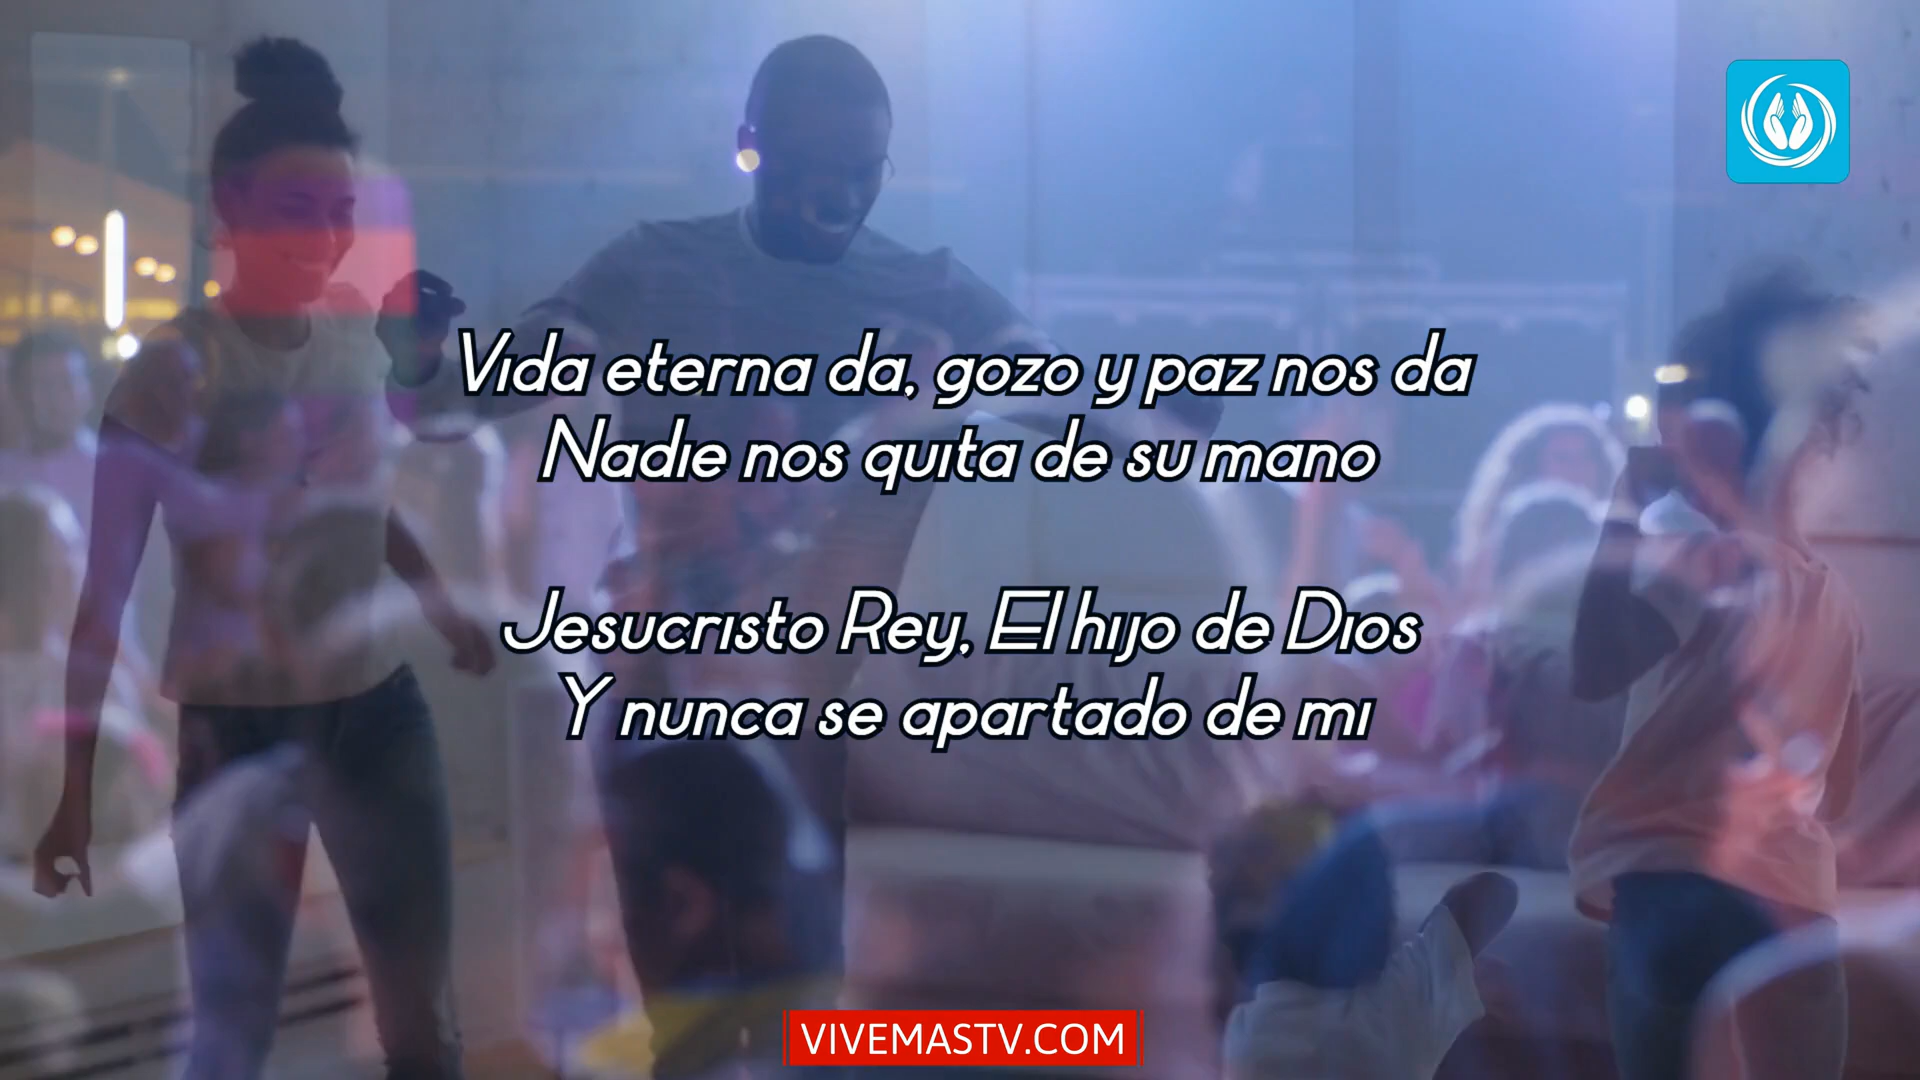 Vida eterna da, gozo y paz nos da
Nadie nos quita de su mano
Jesucristo Rey, El hijo de Dios
Y nunca se apartado de mi
VIVEMASTV.COM